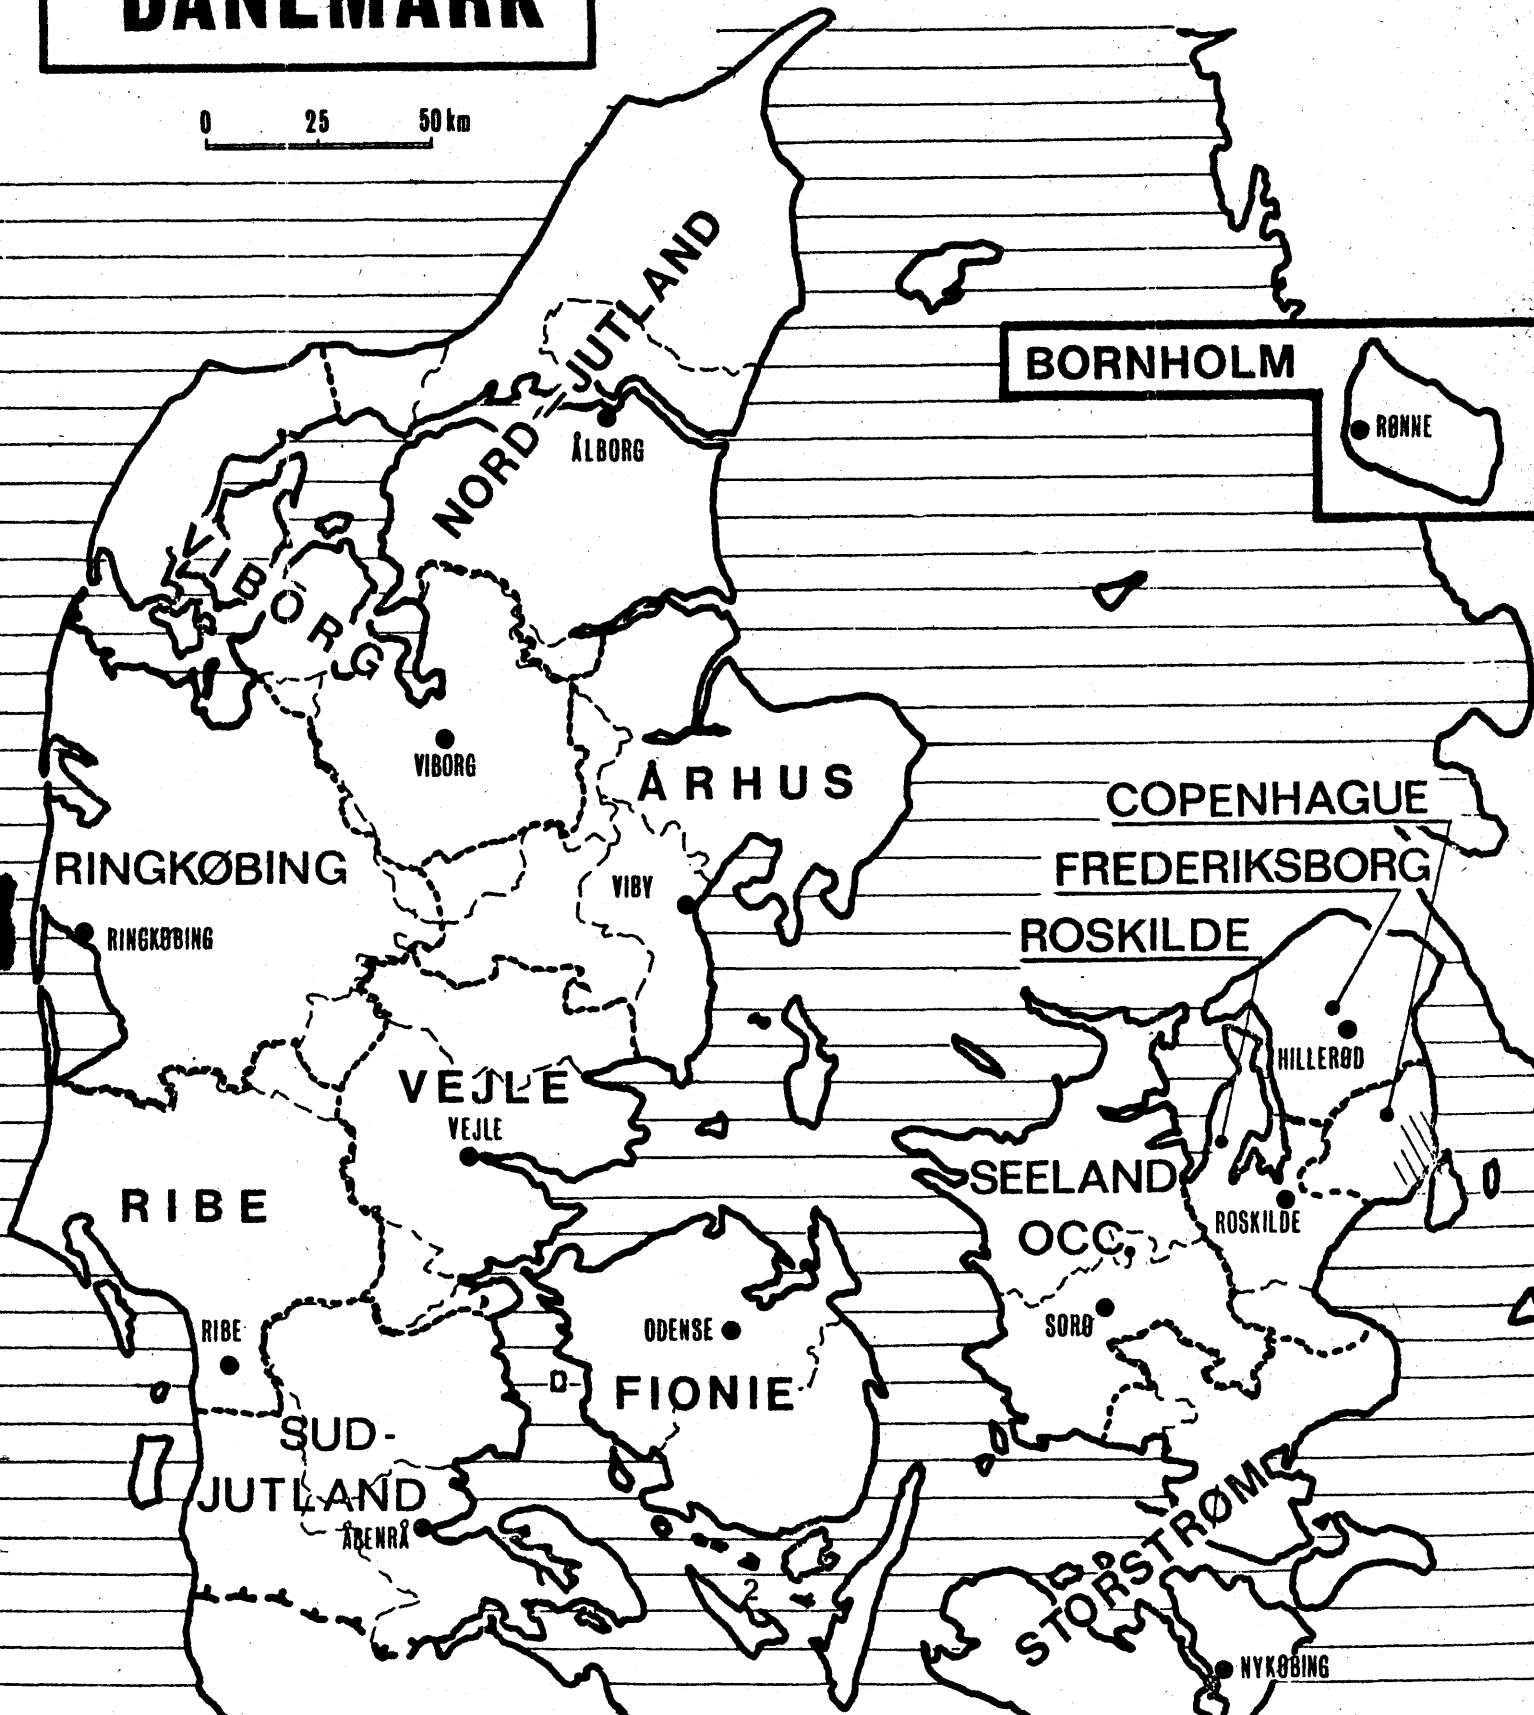 DANEMARK
0 25 50 km
NORD JUTLAND
BORNHOLM
RØNNE
ÅLBORG
VIBORG
VIBORG
ÅRHUS
COPENHAGUE
RINGKØBING
FREDERIKSBORG
VIBY
RINGKØBING
ROSKILDE
HILLERØD
VEJLE
VEJLE
SEELAND
OCC.
RIBE
ROSKILDE
SORØ
RIBE
ODENSE
FIONIE
SUD-
JUTLAND
ÅBENRÅ
STORSTRØM
2
NYKØBING